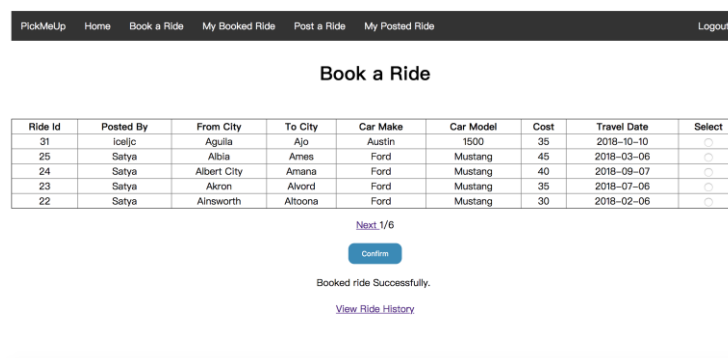 PickMeUp Home Book a Ride My Booked Ride Post a Ride My Posted Ride Logout
Book a Ride
Ride Id Posted By From City To City Car Make Car Model Cost Travel Date Select
31 iceljc Aguila Ajo Austin 1500 35 2018-10-10
25 Satya Albia Ames Ford Mustang 45 2018-03-06
24 Satya Albert City Amana Ford Mustang 40 2018-09-07
23 Satya Akron Alvord Ford Mustang 35 2018-07-06
22 Satya Ainsworth Altoona Ford Mustang 30 2018-02-06
Next 1/6
Confirm
Booked ride Successfully.
View Ride History